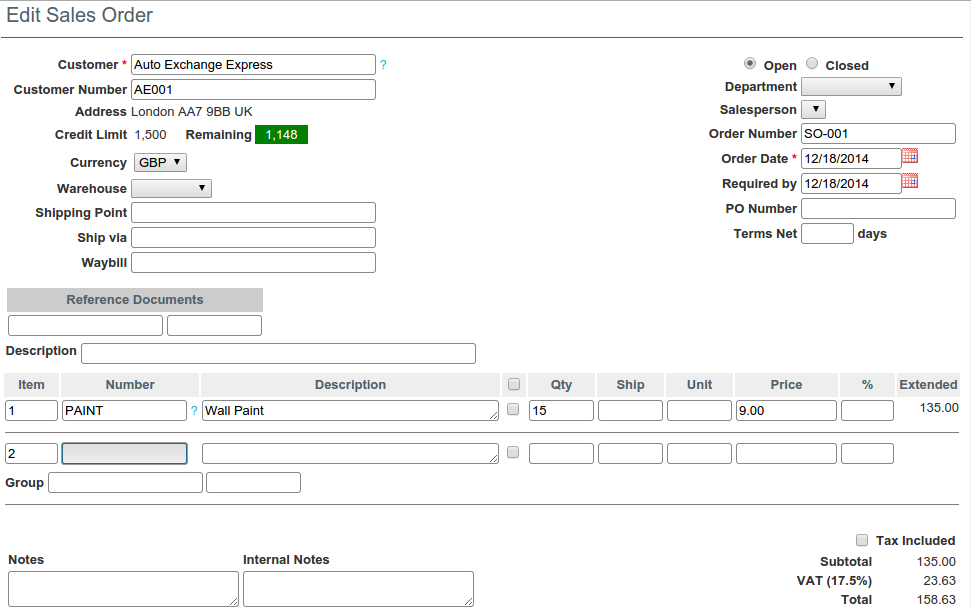 Edit Sales Order
Customer * Auto Exchange Express ?
Customer Number AE001
Address London AA7 9BB UK
Credit Limit 1,500 Remaining 1,148
Currency GBP
Warehouse
Shipping Point
Ship via
Waybill
Open Closed
Department
Salesperson
Order Number SO-001
Order Date * 12/18/2014
Required by 12/18/2014
PO Number
Terms Net days
Reference Documents
Description
Item Number Description Qty Ship Unit Price % Extended
1 PAINT ? Wall Paint 15 9.00 135.00
2
Group
Notes
Internal Notes
Tax Included
Subtotal 135.00
VAT (17.5%) 23.63
Total 158.63